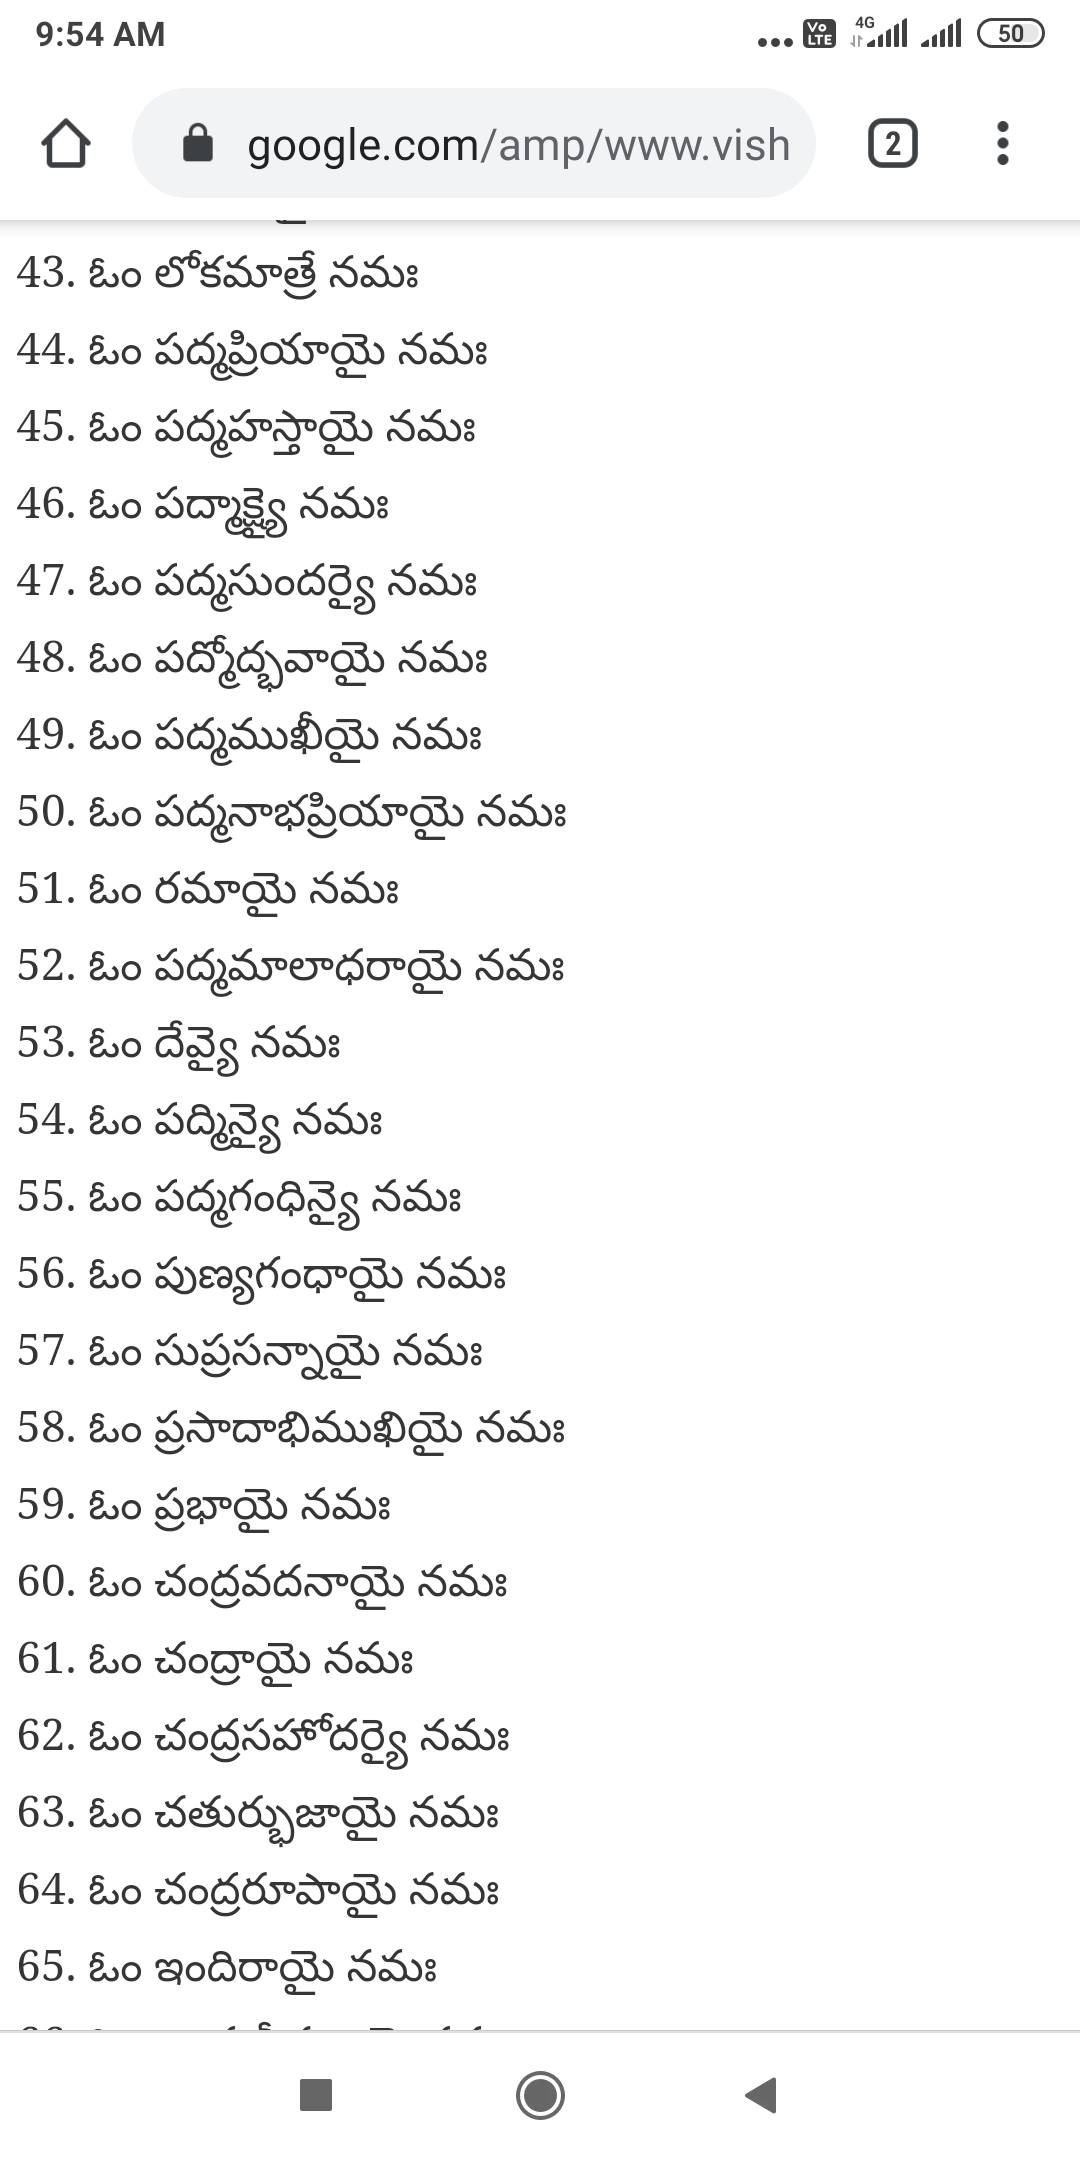 9:54 AM
Vo LTE 4G 50
google.com/amp/www.vish 2
43. ఓం లోకమాత్రే నమః
44. ఓం పద్మప్రియాయై నమః
45. ఓం పద్మహస్తాయై నమః
46. ఓం పద్మాక్ష్యై నమః
47. ఓం పద్మసుందర్యై నమః
48. ఓం పద్మోద్భవాయై నమః
49. ఓం పద్మముఖీయై నమః
50. ఓం పద్మనాభప్రియాయై నమః
51. ఓం రమాయై నమః
52. ఓం పద్మమాలాధరాయై నమః
53. ఓం దేవ్యై నమః
54. ఓం పద్మిన్యై నమః
55. ఓం పద్మగంధిన్యై నమః
56. ఓం పుణ్యగంధాయై నమః
57. ఓం సుప్రసన్నాయై నమః
58. ఓం ప్రసాదాభిముఖియై నమః
59. ఓం ప్రభాయై నమః
60. ఓం చంద్రవదనాయై నమః
61. ఓం చంద్రాయై నమః
62. ఓం చంద్రసహోదర్యై నమః
63. ఓం చతుర్భుజాయై నమః
64. ఓం చంద్రరూపాయై నమః
65. ఓం ఇందిరాయై నమః